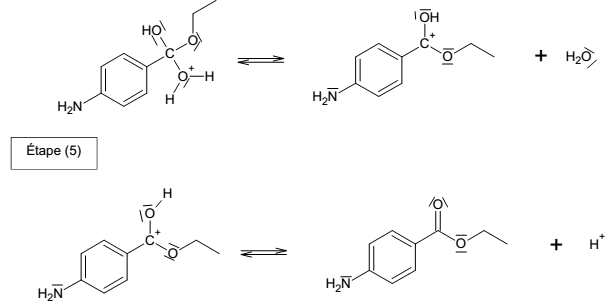 HO O
C
O+ H
H
H2N
OH
C+
O
H2N
+ H2O
Étape (5)
H
O
C+
O
H2N
O
O
H2N
+ H+